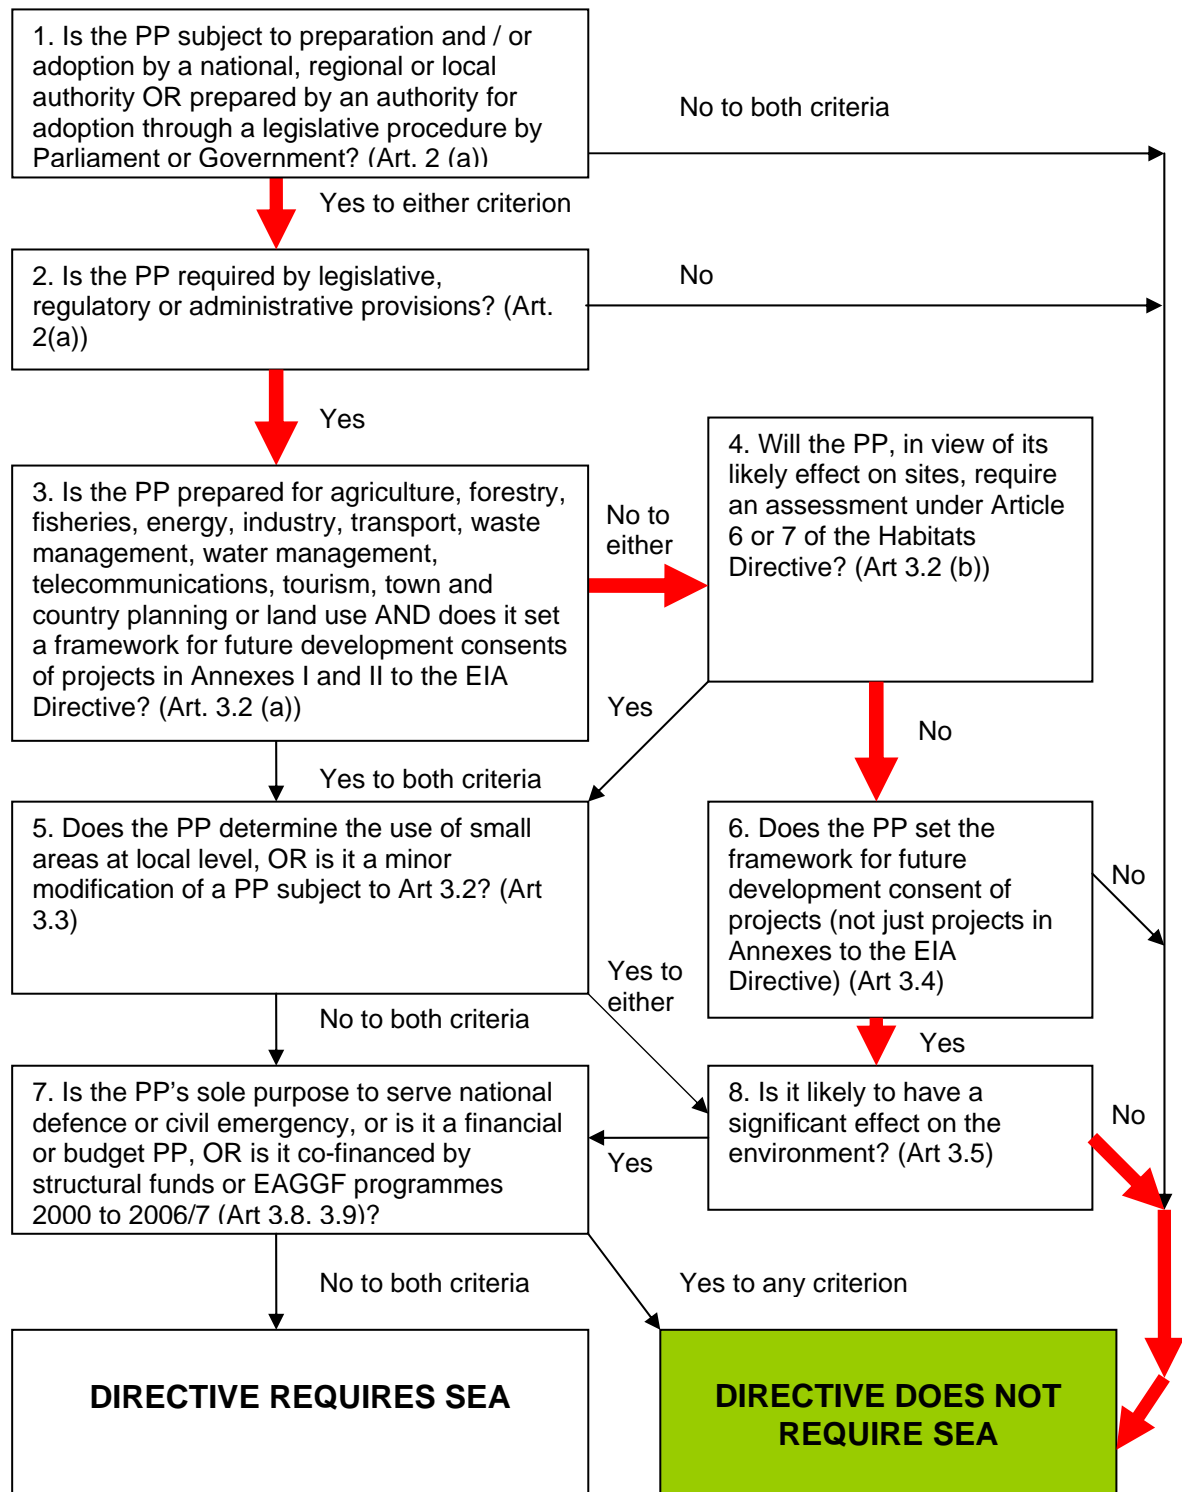 1. Is the PP subject to preparation and / or
adoption by a national, regional or local
authority OR prepared by an authority for
adoption through a legislative procedure by
Parliament or Government? (Art. 2 (a))
No to both criteria
Yes to either criterion
2. Is the PP required by legislative,
regulatory or administrative provisions? (Art.
2(a))
No
Yes
3. Is the PP prepared for agriculture, forestry,
fisheries, energy, industry, transport, waste
management, water management,
telecommunications, tourism, town and
country planning or land use AND does it set
a framework for future development consents
of projects in Annexes I and II to the EIA
Directive? (Art. 3.2 (a))
No to
either
4. Will the PP, in view of its
likely effect on sites, require
an assessment under Article
6 or 7 of the Habitats
Directive? (Art 3.2 (b))
Yes
No
Yes to both criteria
5. Does the PP determine the use of small
areas at local level, OR is it a minor
modification of a PP subject to Art 3.2? (Art
3.3)
6. Does the PP set the
framework for future
development consent of
projects (not just projects in
Annexes to the EIA
Directive) (Art 3.4)
No
Yes to
either
No to both criteria
Yes
7. Is the PP's sole purpose to serve national
defence or civil emergency, or is it a financial
or budget PP, OR is it co-financed by
structural funds or EAGGF programmes
2000 to 2006/7 (Art 3.8. 3.9)?
Yes
8. Is it likely to have a
significant effect on the
environment? (Art 3.5)
No
No to both criteria
Yes to any criterion
DIRECTIVE REQUIRES SEA
DIRECTIVE DOES NOT
REQUIRE SEA